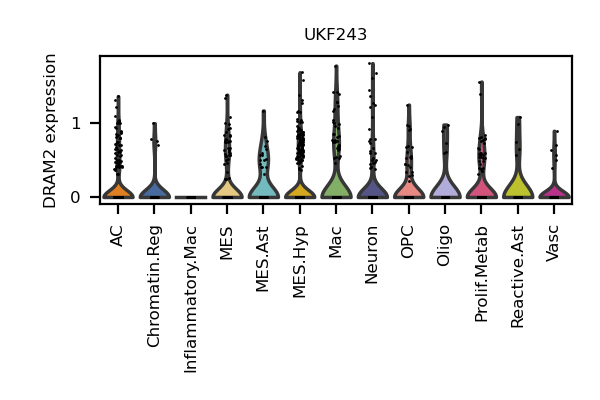 UKF243
DRAM2 expression
1
0
AC
Chromatin.Reg
Inflammatory.Mac
MES
MES.Ast
MES.Hyp
Mac
Neuron
OPC
Oligo
Prolif.Metab
Reactive.Ast
Vasc